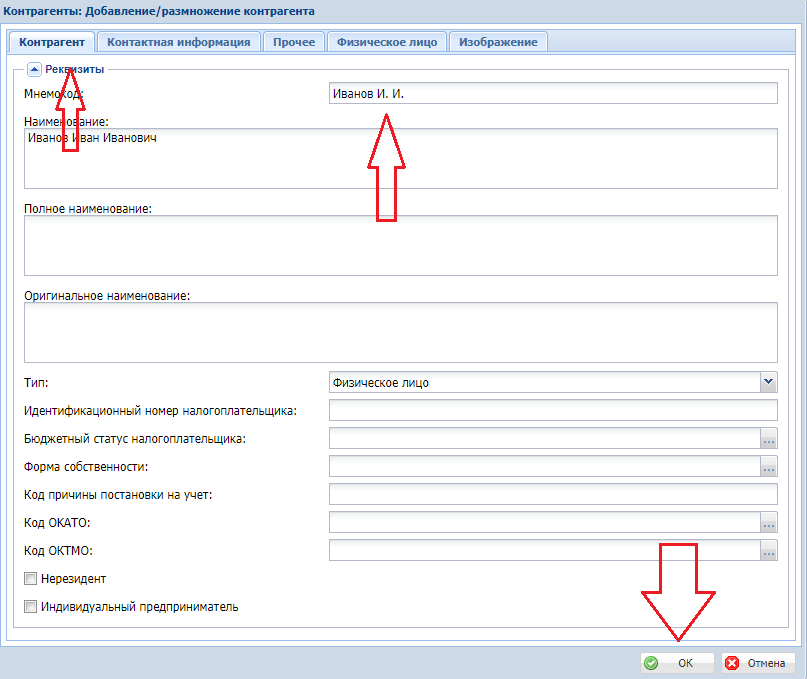 Контрагенты: Добавление/размножение контрагента
Контрагент Контактная информация Прочее Физическое лицо Изображение
Реквизиты
Мнемокод: Иванов И. И.
Наименование:
Иванов Иван Иванович
Полное наименование:
Оригинальное наименование:
Тип: Физическое лицо
Идентификационный номер налогоплательщика:
Бюджетный статус налогоплательщика: ...
Форма собственности: ...
Код причины постановки на учет:
Код ОКАТО: ...
Код ОКТМО: ...
Нерезидент
Индивидуальный предприниматель
ОК Отмена